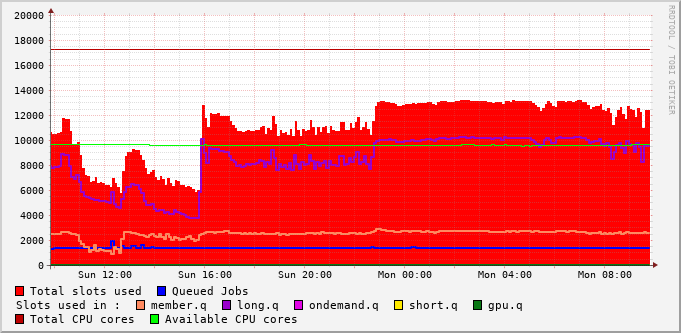 20000
18000
16000
14000
12000
10000
8000
6000
4000
2000
0
Sun 12:00 Sun 16:00 Sun 20:00 Mon 00:00 Mon 04:00 Mon 08:00
Total slots used Queued Jobs
Slots used in : member.q long.q ondemand.q short.q gpu.q
Total CPU cores Available CPU cores
RRDTOOL / TOBI OETIKER